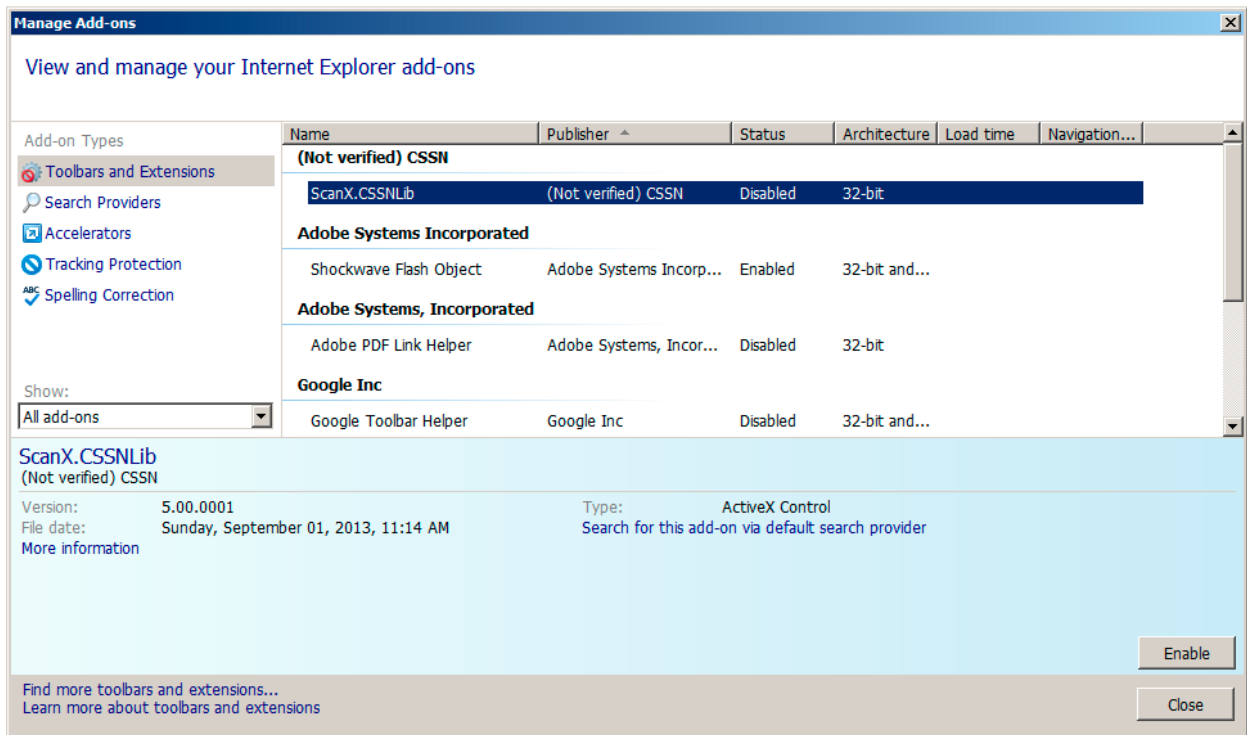 Manage Add-ons
View and manage your Internet Explorer add-ons
Add-on Types
Toolbars and Extensions
Search Providers
Accelerators
Tracking Protection
ABC Spelling Correction
Show:
All add-ons
Name Publisher Status Architecture Load time Navigation...
(Not verified) CSSN
ScanX.CSSNLib (Not verified) CSSN Disabled 32-bit
Adobe Systems Incorporated
Shockwave Flash Object Adobe Systems Incorp... Enabled 32-bit and...
Adobe Systems, Incorporated
Adobe PDF Link Helper Adobe Systems, Incor... Disabled 32-bit
Google Inc
Google Toolbar Helper Google Inc Disabled 32-bit and...
ScanX.CSSNLib
(Not verified) CSSN
Version: 5.00.0001 Type: ActiveX Control
File date: Sunday, September 01, 2013, 11:14 AM Search for this add-on via default search provider
More information
Enable
Find more toolbars and extensions...
Learn more about toolbars and extensions
Close